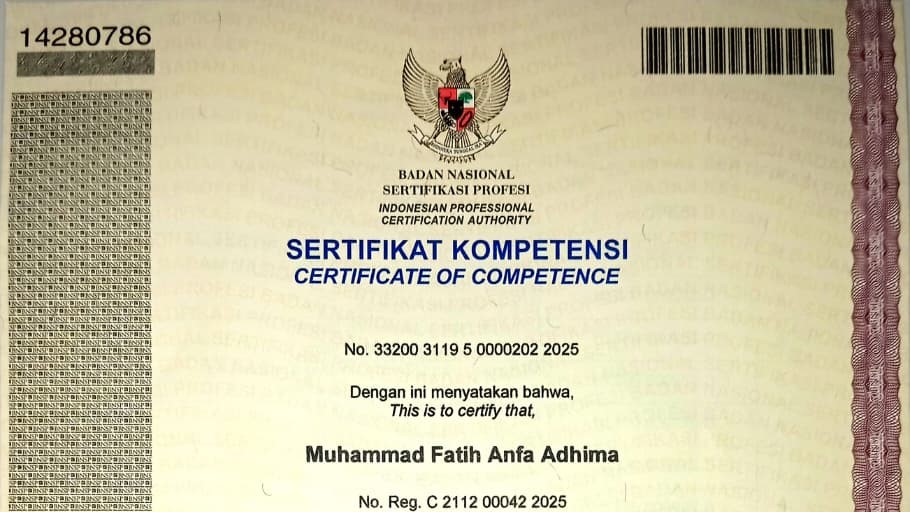 14280786
BADAN NASIONAL
SERTIFIKASI PROFESI
INDONESIAN PROFESSIONAL
CERTIFICATION AUTHORITY
SERTIFIKAT KOMPETENSI
CERTIFICATE OF COMPETENCE
No. 33200 3119 5 0000202 2025
Dengan ini menyatakan bahwa,
This is to certify that,
Muhammad Fatih Anfa Adhima
No. Reg. C 2112 00042 2025